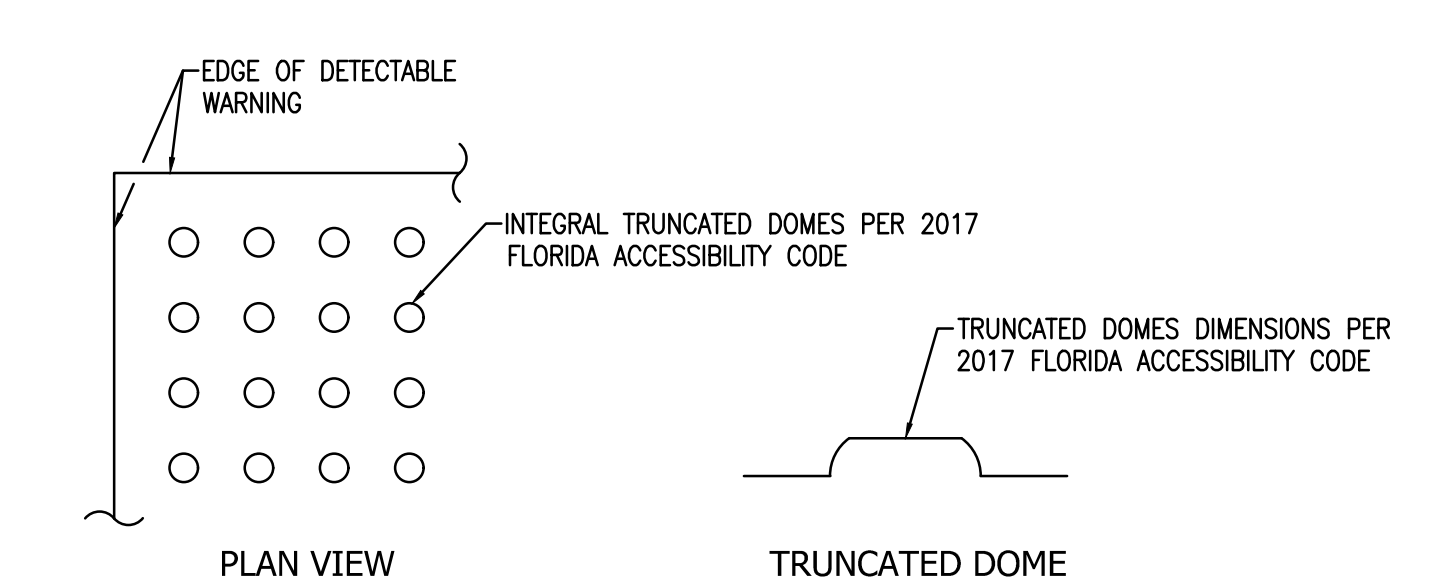 EDGE OF DETECTABLE
WARNING
INTEGRAL TRUNCATED DOMES PER 2017
FLORIDA ACCESSIBILITY CODE
TRUNCATED DOMES DIMENSIONS PER
2017 FLORIDA ACCESSIBILITY CODE
PLAN VIEW
TRUNCATED DOME